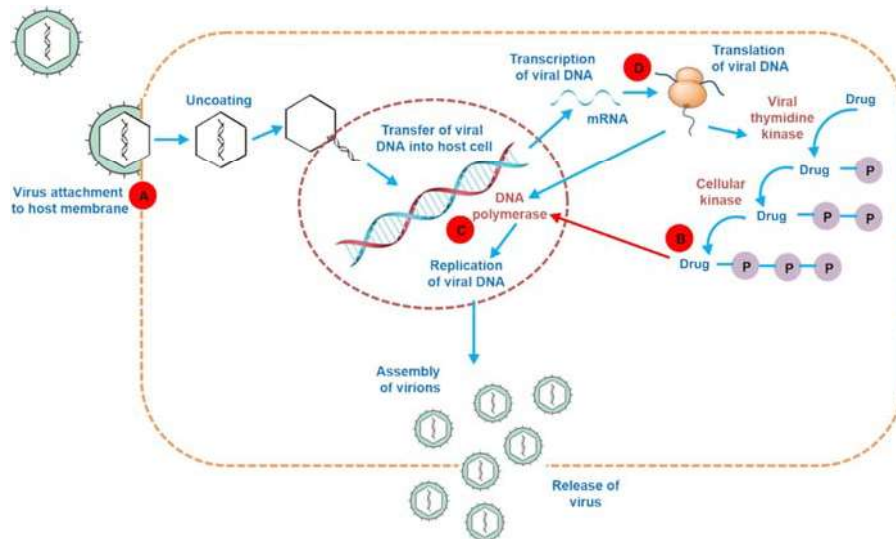 Transcription
of viral DNA
D
Translation
of viral DNA
Uncoating
mRNA
Viral
thymidine
kinase
Drug
Transfer of viral
DNA into host cell
Drug
P
Virus attachment
to host membrane
A
Cellular
kinase
DNA
polymerase
C
Drug
P
P
B
Drug
P
P
P
Replication
of viral DNA
Assembly
of virions
Release of
virus